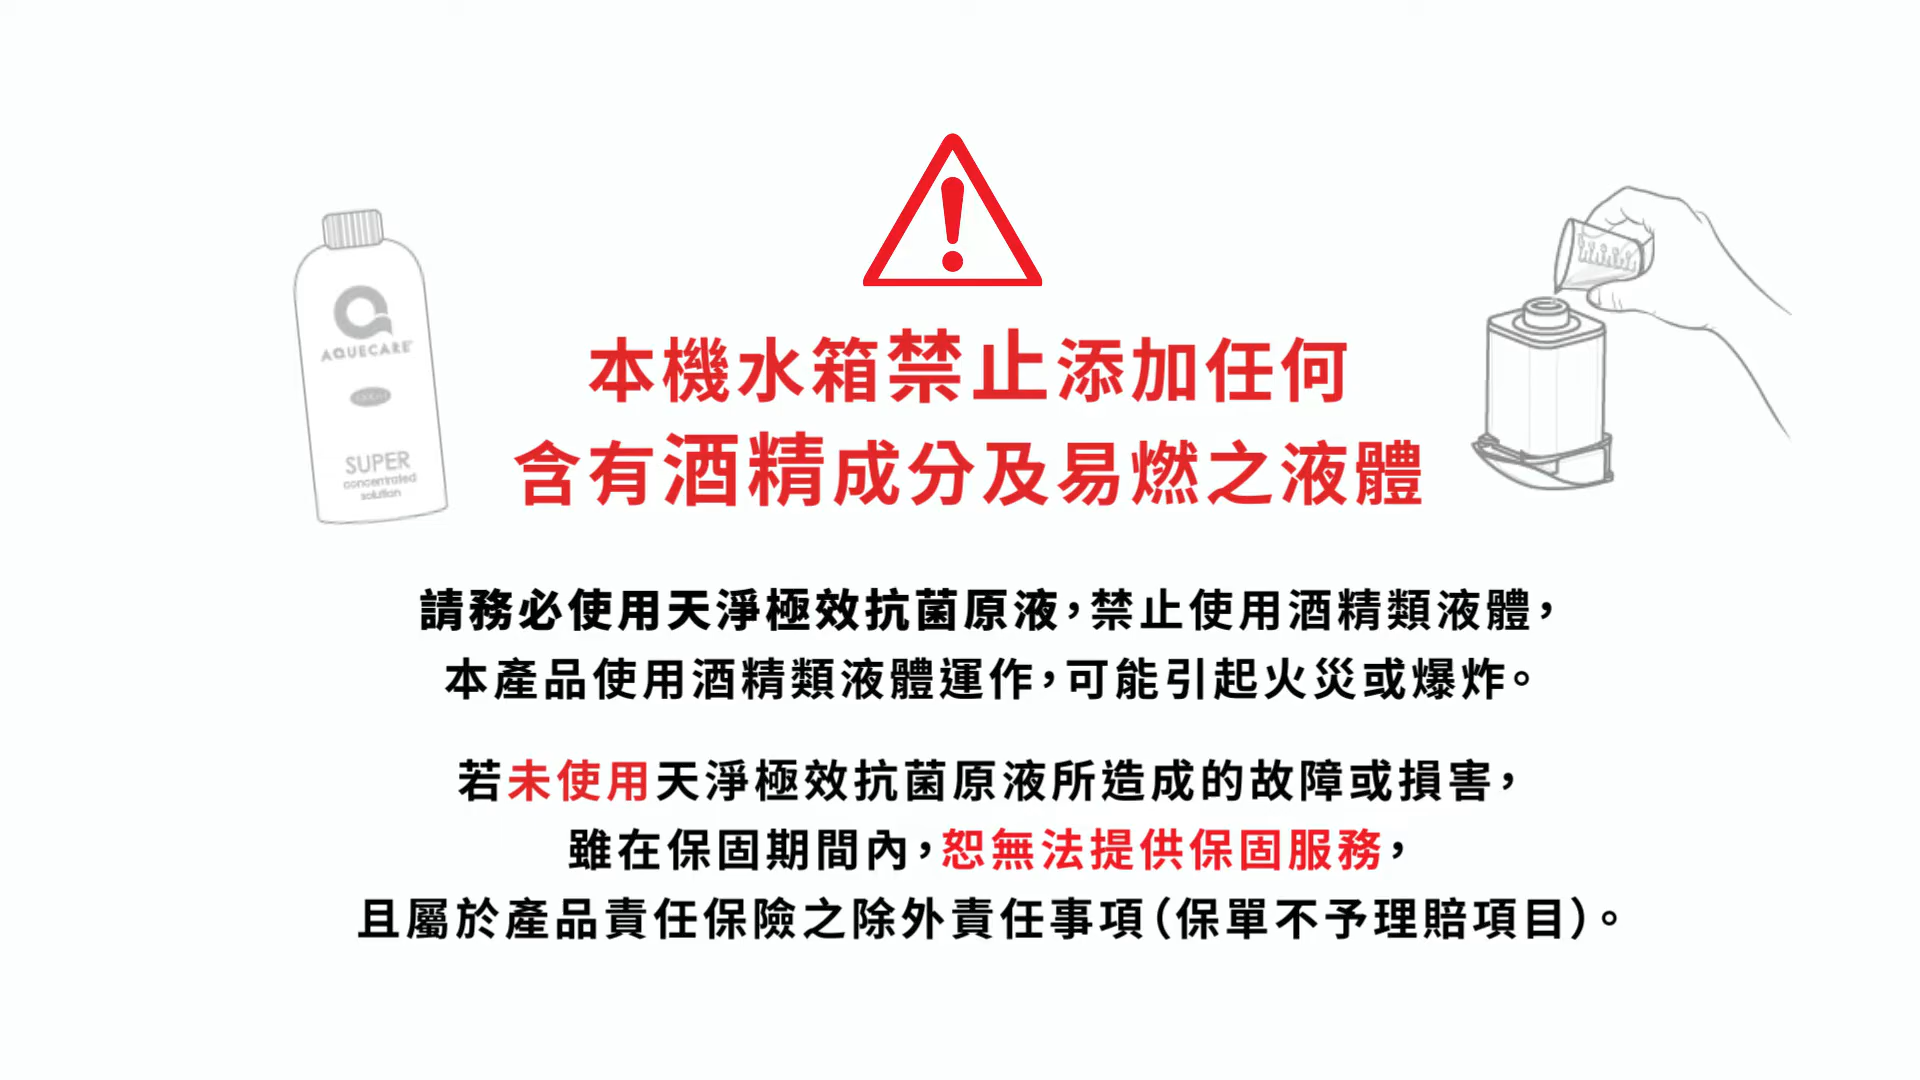 AQUECARE
SUPER
concentrated
solution
本機水箱禁止添加任何
含有酒精成分及易燃之液體
請務必使用天淨極效抗菌原液，禁止使用酒精類液體，
本產品使用酒精類液體運作，可能引起火災或爆炸。
若未使用天淨極效抗菌原液所造成的故障或損害，
雖在保固期間內，恕無法提供保固服務，
且屬於產品責任保險之除外責任事項（保單不予理賠項目）。